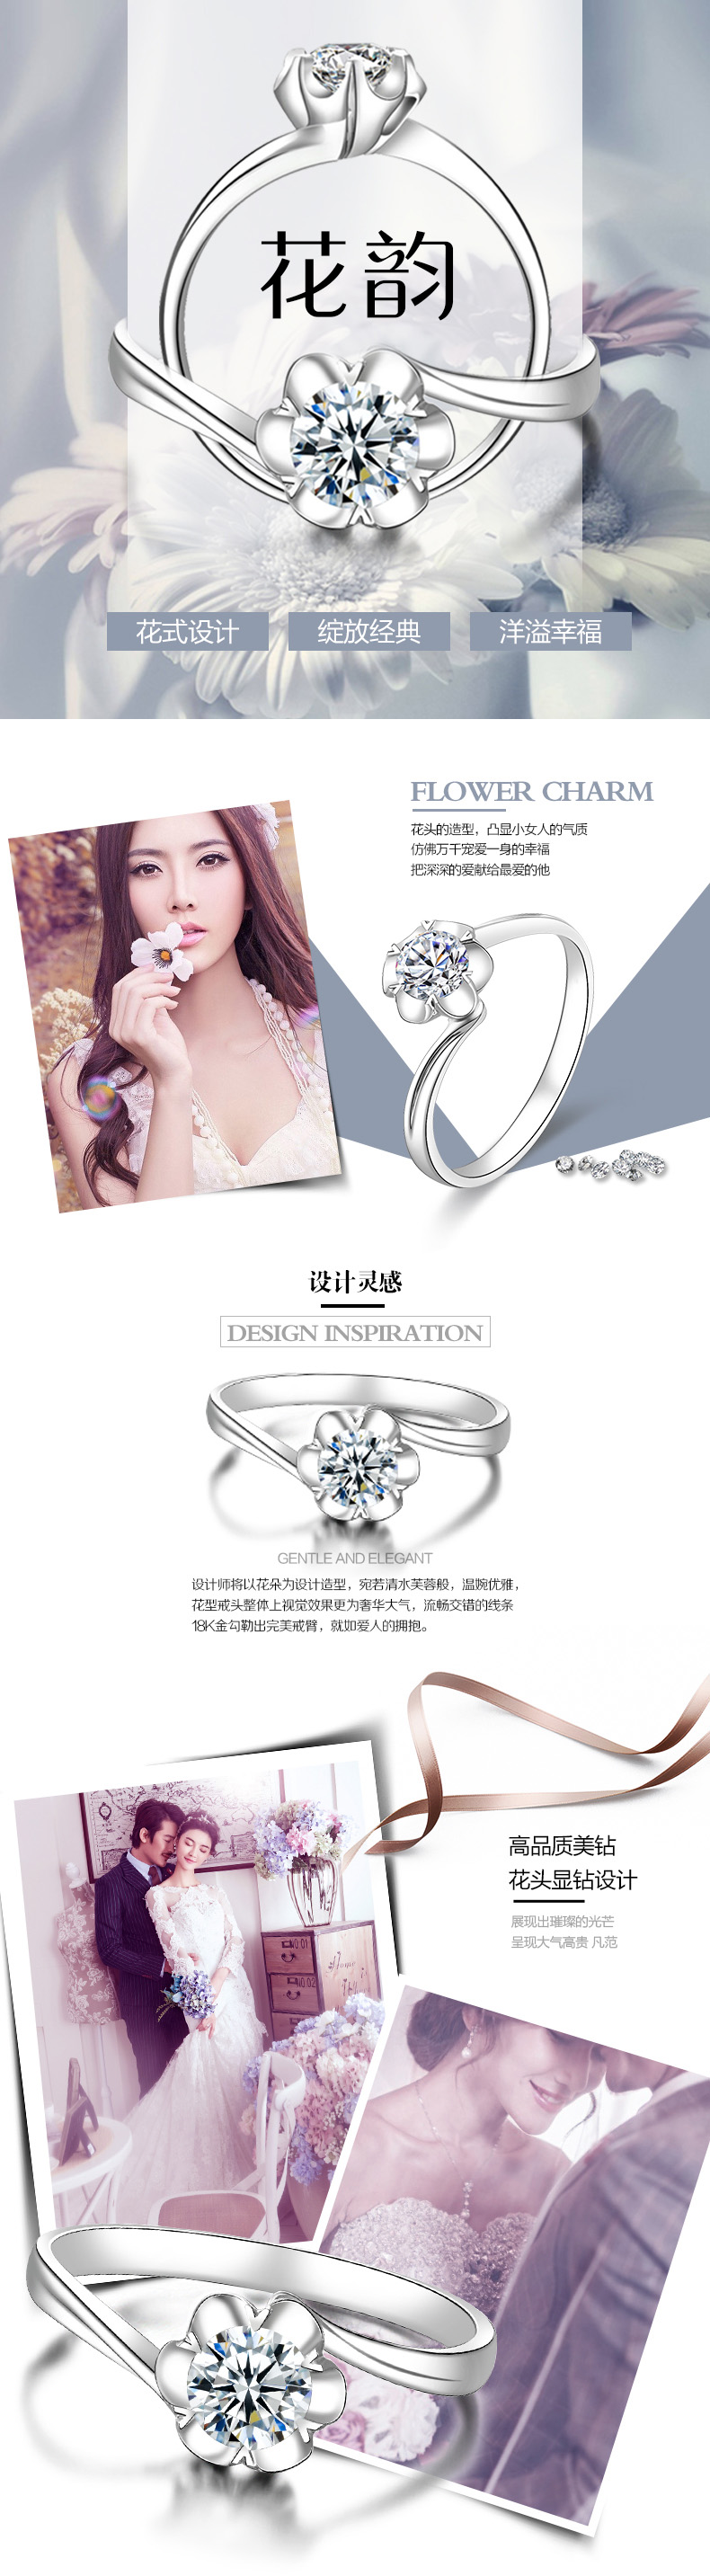 花韵
花式设计
绽放经典
洋溢幸福
FLOWER CHARM
花头的造型，凸显小女人的气质
仿佛万千宠爱一身的幸福
把深深的爱献给最爱的他
设计灵感
DESIGN INSPIRATION
GENTLE AND ELEGANT
设计师将以花朵为设计造型，宛若清水芙蓉般，温婉优雅，
花型戒头整体上视觉效果更为奢华大气，流畅交错的线条
18K金勾勒出完美戒臂，就如爱人的拥抱。
高品质美钻
花头显钻设计
展现出璀璨的光芒
呈现大气高贵 凡范
NO.01
NO.02